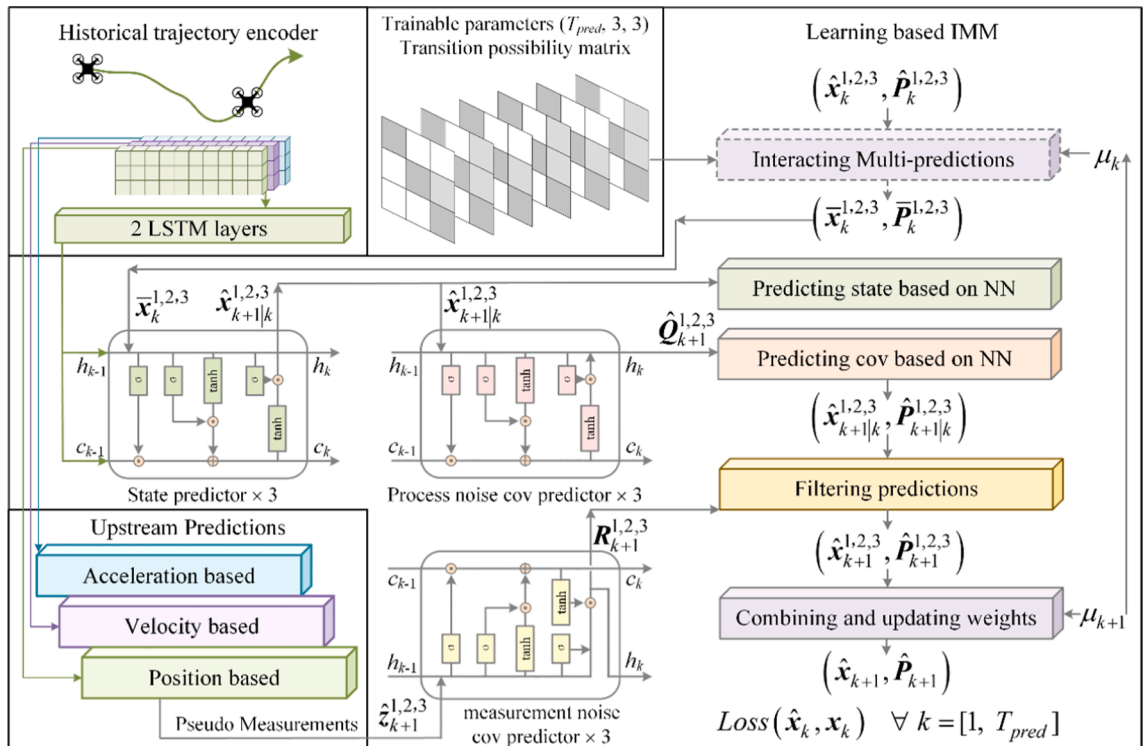 Historical trajectory encoder
2 LSTM layers
Trainable parameters (T_{pred}, 3, 3)
Transition possibility matrix
Learning based IMM
(x̂_k^{1,2,3}, P̂_k^{1,2,3})
Interacting Multi-predictions
μ_k
(x̄_k^{1,2,3}, P̄_k^{1,2,3})
Predicting state based on NN
Q̂_{k+1}^{1,2,3}
Predicting cov based on NN
(x̂_{k+1|k}^{1,2,3}, P̂_{k+1|k}^{1,2,3})
Filtering predictions
(x̂_{k+1}^{1,2,3}, P̂_{k+1}^{1,2,3})
Combining and updating weights
μ_{k+1}
(x̂_{k+1}, P̂_{k+1})
Loss(x̂_k, x_k) ∀ k = [1, T_{pred}]
x̄_k^{1,2,3}
x̂_{k+1|k}^{1,2,3}
h_{k-1}
h_k
σ
σ
tanh
σ
tanh
c_{k-1}
c_k
State predictor × 3
x̂_{k+1|k}^{1,2,3}
h_{k-1}
h_k
σ
σ
tanh
σ
tanh
c_{k-1}
c_k
Process noise cov predictor × 3
Upstream Predictions
Acceleration based
Velocity based
Position based
Pseudo Measurements
ẑ_{k+1}^{1,2,3}
R_{k+1}^{1,2,3}
c_{k-1}
c_k
tanh
σ
σ
tanh
σ
h_{k-1}
h_k
measurement noise
cov predictor × 3